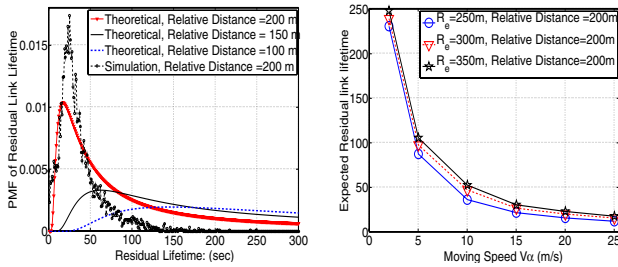 Theoretical, Relative Distance =200 m
Theoretical, Relative Distance = 150 m
Theoretical, Relative Distance =100 m
Simulation, Relative Distance =200 m
0.015
0.01
0.005
0
0 50 100 150 200 250 300
PMF of Residual Link Lifetime
Residual Lifetime: (sec)
R_e =250m, Relative Distance=200m
R_e =300m, Relative Distance=200m
R_e =350m, Relative Distance=200m
250
200
150
100
50
0
5 10 15 20 25
Expected Residual link Lifetime
Moving Speed Vα (m/s)